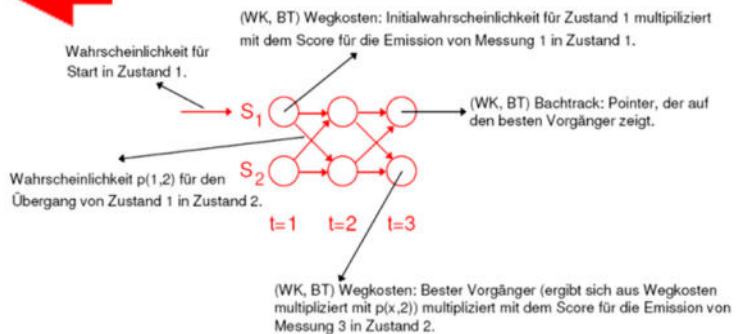 (WK, BT) Wegkosten: Initialwahrscheinlichkeit für Zustand 1 multipiliziert
mit dem Score für die Emission von Messung 1 in Zustand 1.
Wahrscheinlichkeit für
Start in Zustand 1.
S1
(WK, BT) Bachtrack: Pointer, der auf
den besten Vorgänger zeigt.
Wahrscheinlichkeit p(1,2) für den
Übergang von Zustand 1 in Zustand 2.
S2
t=1 t=2 t=3
(WK, BT) Wegkosten: Bester Vorgänger (ergibt sich aus Wegkosten
multipliziert mit p(x,2)) multipliziert mit dem Score für die Emission von
Messung 3 in Zustand 2.